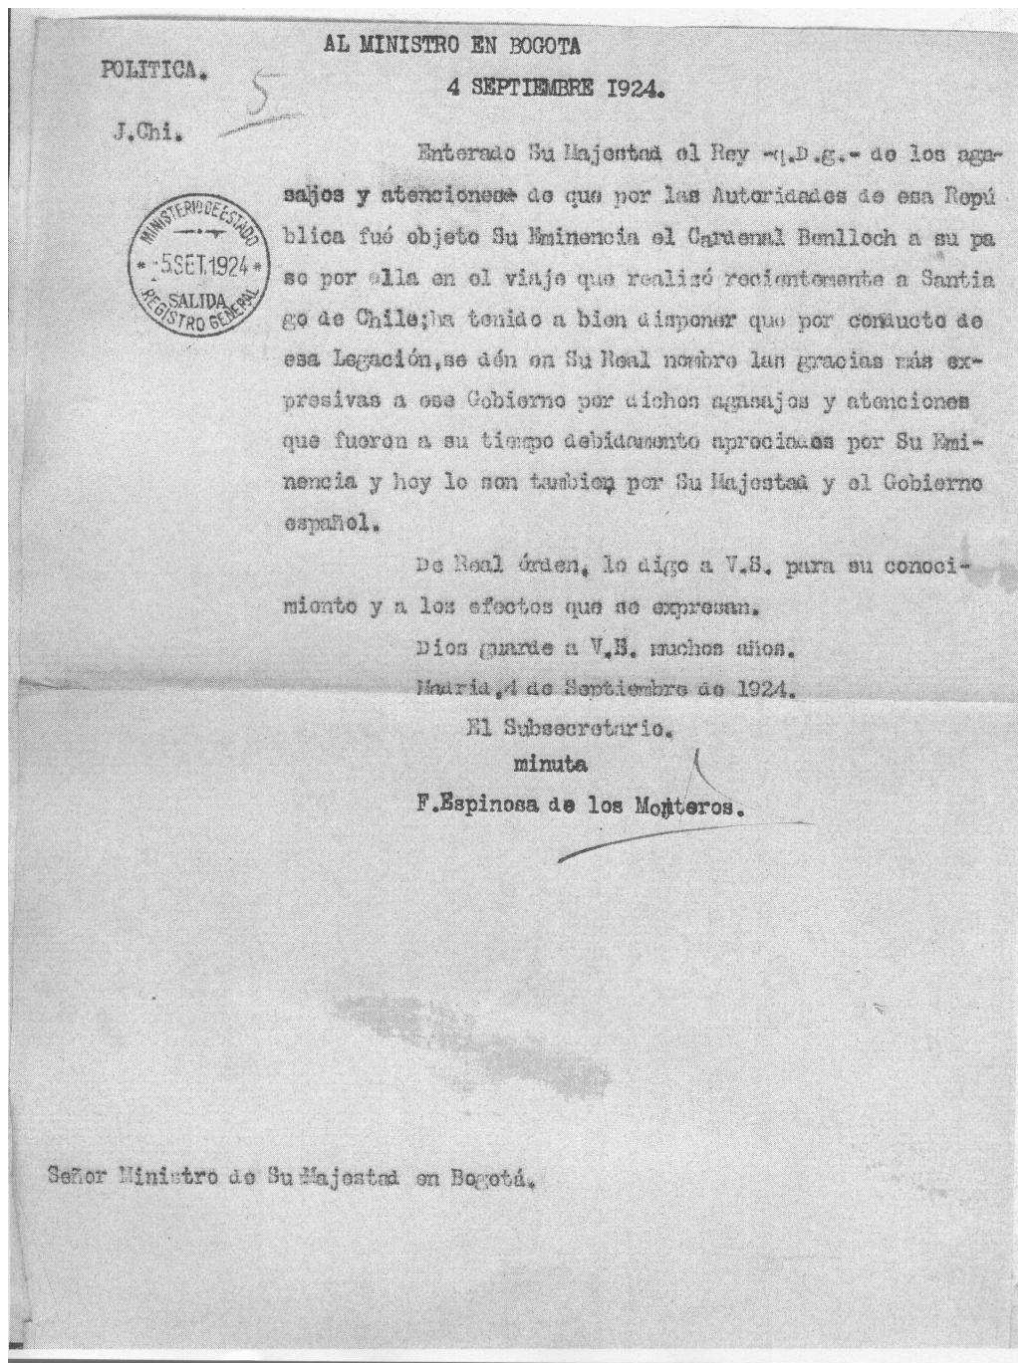 AL MINISTRO EN BOGOTA
POLITICA.
5
4 SEPTIEMBRE I924.
J.Chi.
Enterado Su Majestad el Rey -q.D.g.- de los aga-
sajos y atenciones de que por las Autoridades de esa Repú
blica fué objeto Su Eminencia el Cardenal Benlloch a su pa
so por ella en el viaje que realizó recientemente a Santia
go de Chile;ha tenido a bien disponer que por conducto de
esa Legación,se dén en Su Real nombre las gracias más ex-
presivas a ese Gobierno por dichos agasajos y atenciones
que fueron a su tiempo debidamente apreciados por Su Emi-
nencia y hoy lo son tambien por Su Majestad y el Gobierno
español.
De Real órden, lo digo a V.S. para su conoci-
miento y a los efectos que se expresan.
Dios guarde a V.S. muchos años.
Madrid,4 de Septiembre de 1924.
El Subsecretario.
minuta
F.Espinosa de los Monteros.
MINISTERIO DE ESTADO
*-5 SET.1924*
SALIDA
REGISTRO GENERAL
Señor Ministro de Su Majestad en Bogotá.